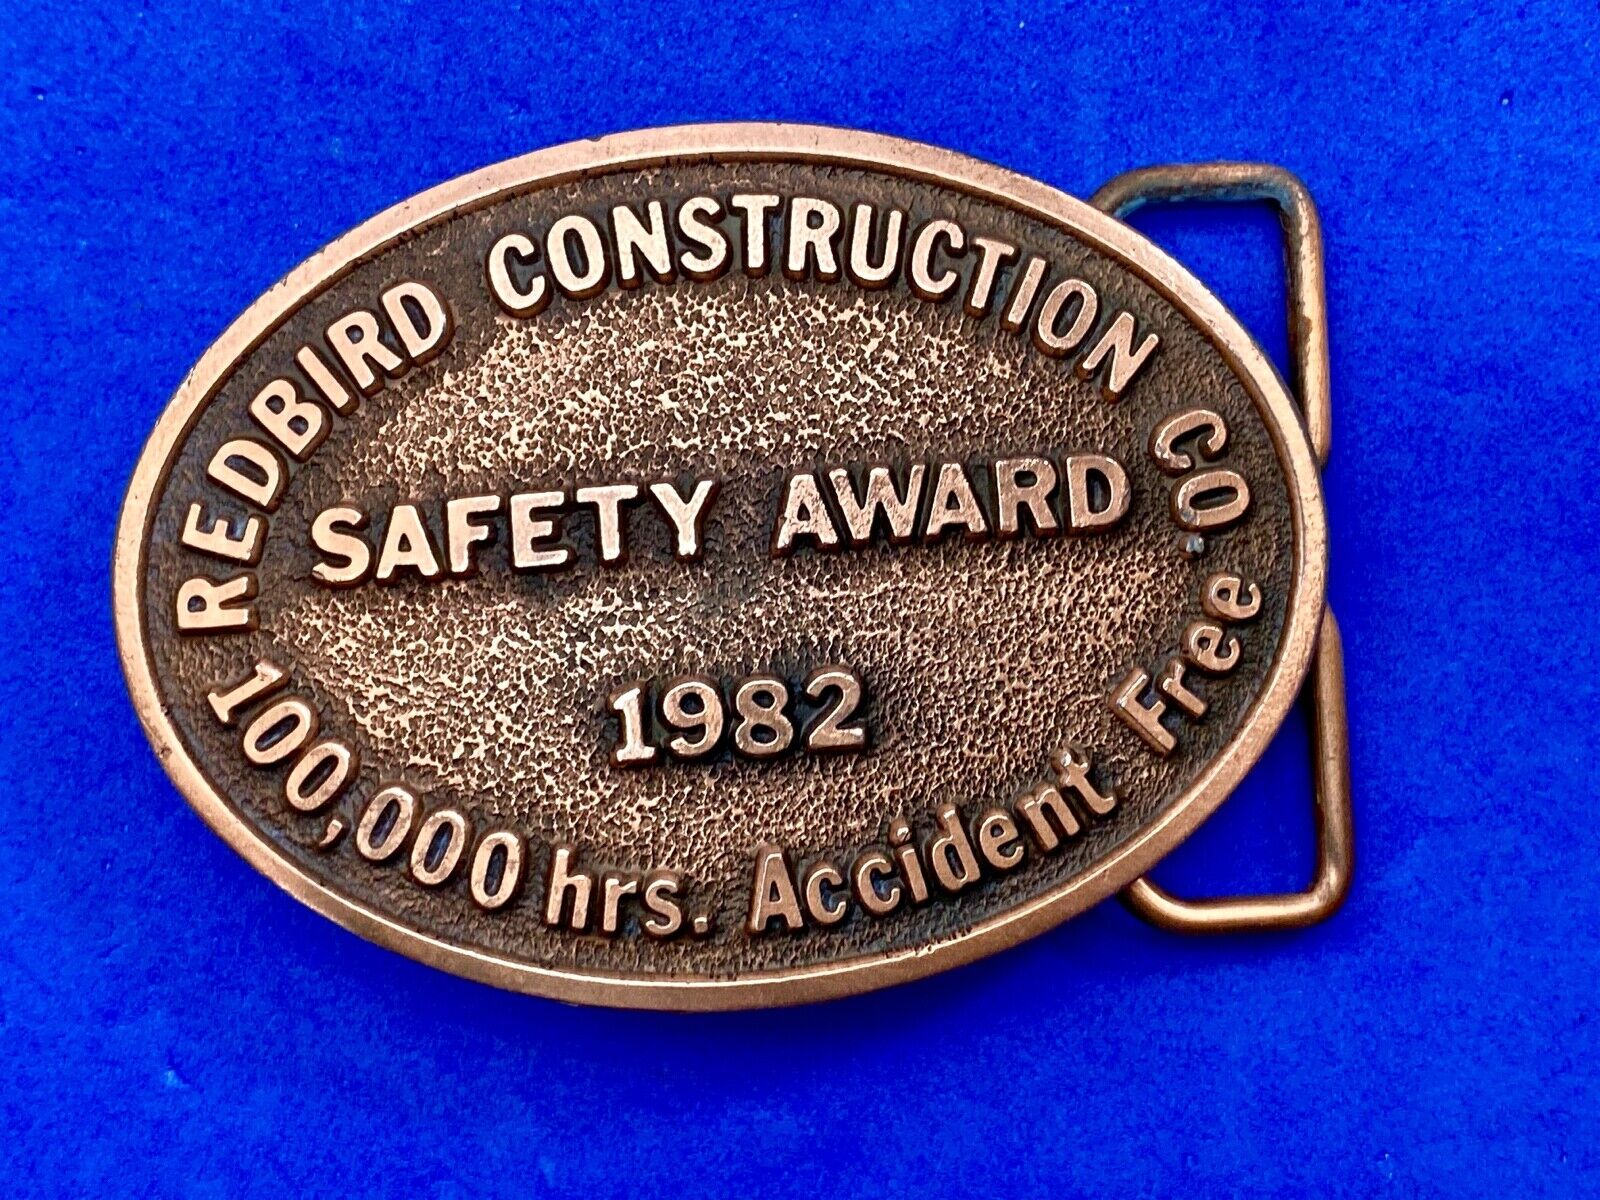 REDBIRD CONSTRUCTION CO.
SAFETY AWARD
1982
100,000 hrs. Accident Free